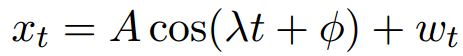 x_t = A cos(λt + ϕ) + w_t